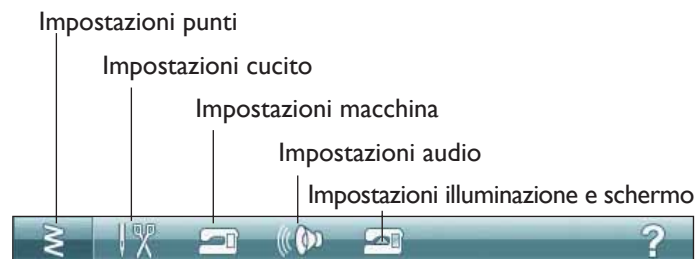 Impostazioni punti
Impostazioni cucito
Impostazioni macchina
Impostazioni audio
Impostazioni illuminazione e schermo
?